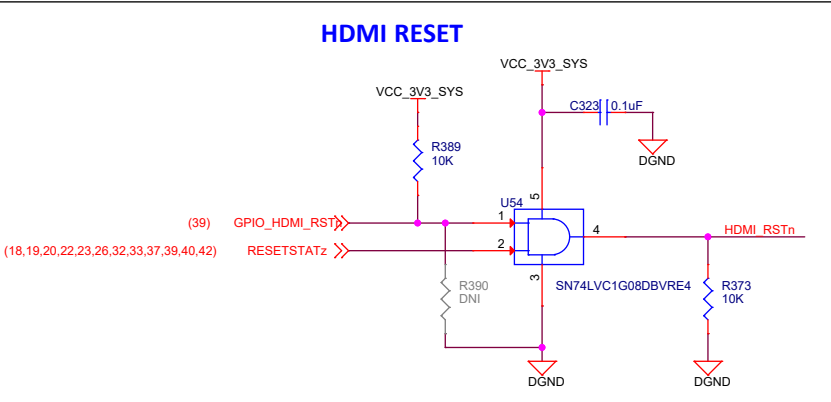 HDMI RESET
VCC_3V3_SYS
VCC_3V3_SYS
C323
0.1uF
R389
10K
DGND
U54
5
(39)
GPIO_HDMI_RSTn
1
4
HDMI_RSTn
(18,19,20,22,23,26,32,33,37,39,40,42)
RESETSTATz
2
3
SN74LVC1G08DBVRE4
R390
DNI
R373
10K
DGND
DGND